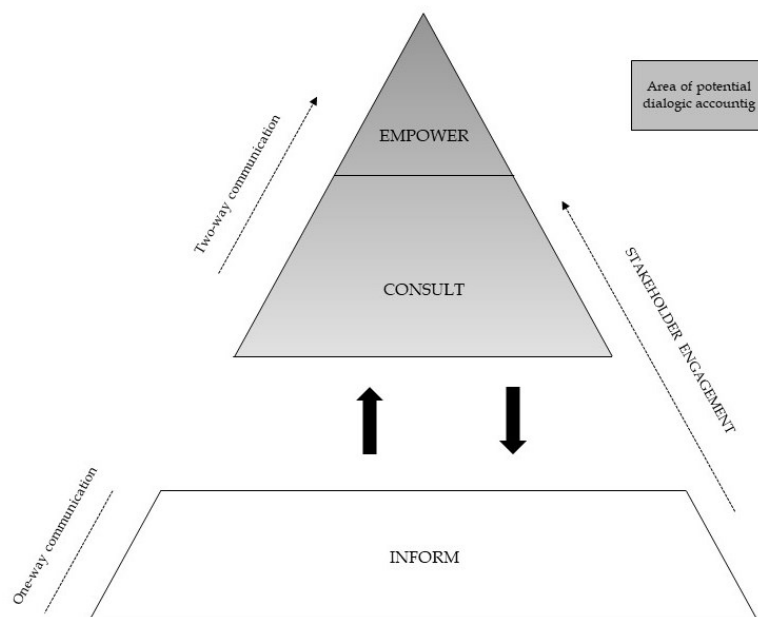 Area of potential
dialogic accountig
Two-way communication
EMPOWER
CONSULT
STAKEHOLDER ENGAGEMENT
One-way communication
INFORM